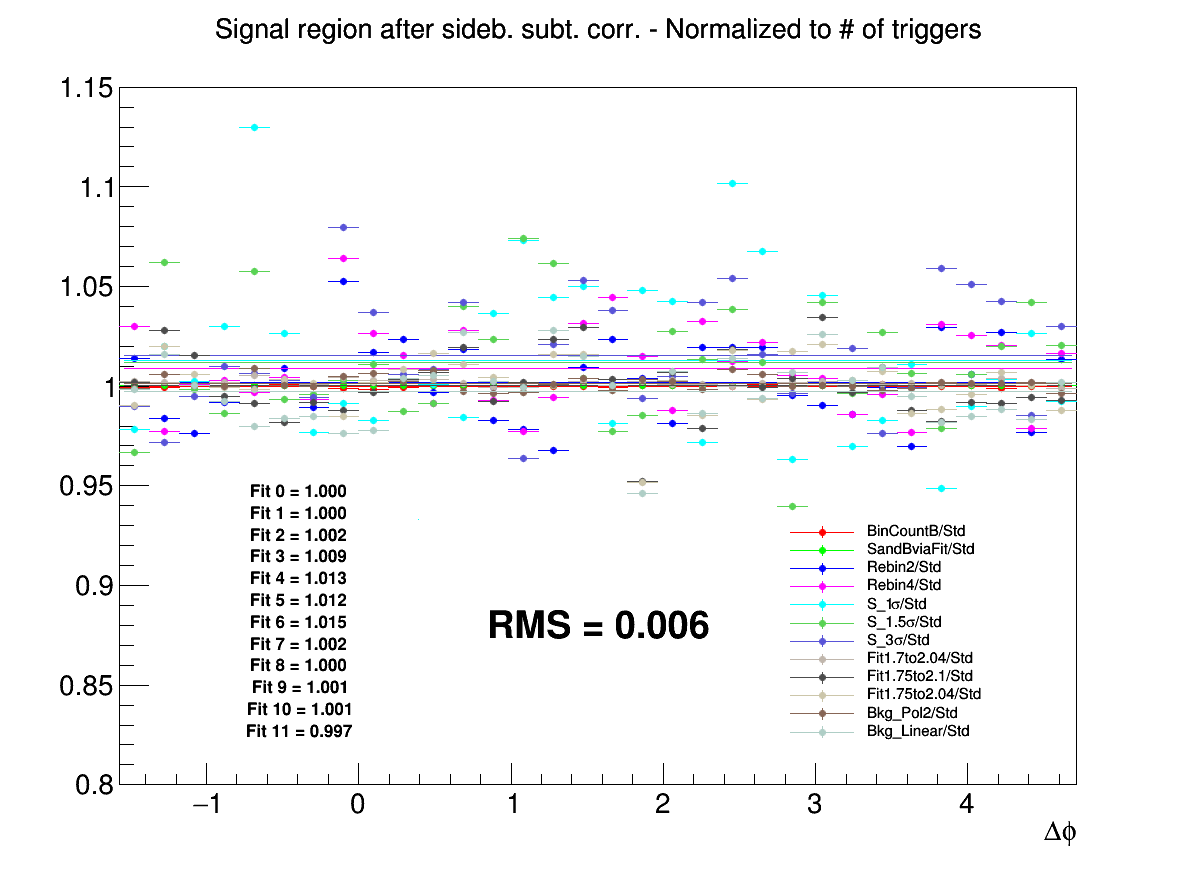 Signal region after sideb. subt. corr. - Normalized to # of triggers
1.15
1.1
1.05
1
0.95
0.9
0.85
0.8
−1
0
1
2
3
4
Δϕ
Fit 0 = 1.000
Fit 1 = 1.000
Fit 2 = 1.002
Fit 3 = 1.009
Fit 4 = 1.013
Fit 5 = 1.012
Fit 6 = 1.015
Fit 7 = 1.002
Fit 8 = 1.000
Fit 9 = 1.001
Fit 10 = 1.001
Fit 11 = 0.997
RMS = 0.006
BinCountB/Std
SandBviaFit/Std
Rebin2/Std
Rebin4/Std
S_1σ/Std
S_1.5σ/Std
S_3σ/Std
Fit1.7to2.04/Std
Fit1.75to2.1/Std
Fit1.75to2.04/Std
Bkg_Pol2/Std
Bkg_Linear/Std